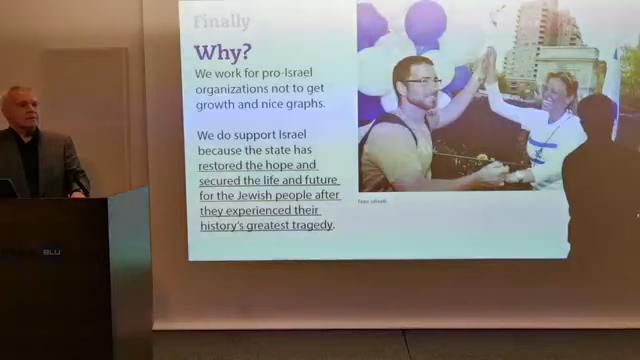 Finally
Why?
We work for pro-Israel
organizations not to get
growth and nice graphs.
We do support Israel
because the state has
restored the hope and
secured the life and future
for the Jewish people after
they experienced their
history's greatest tragedy.
BLU